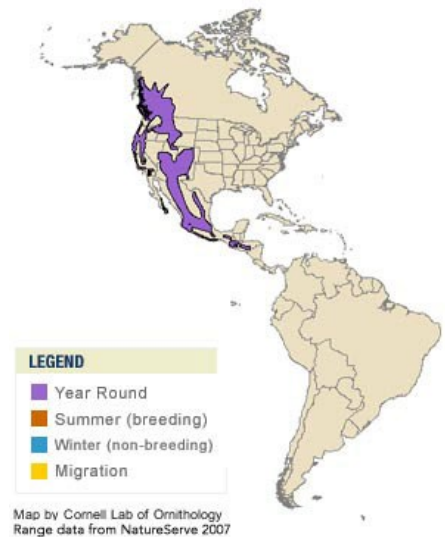 LEGEND
Year Round
Summer (breeding)
Winter (non-breeding)
Migration
Map by Cornell Lab of Ornithology
Range data from NatureServe 2007